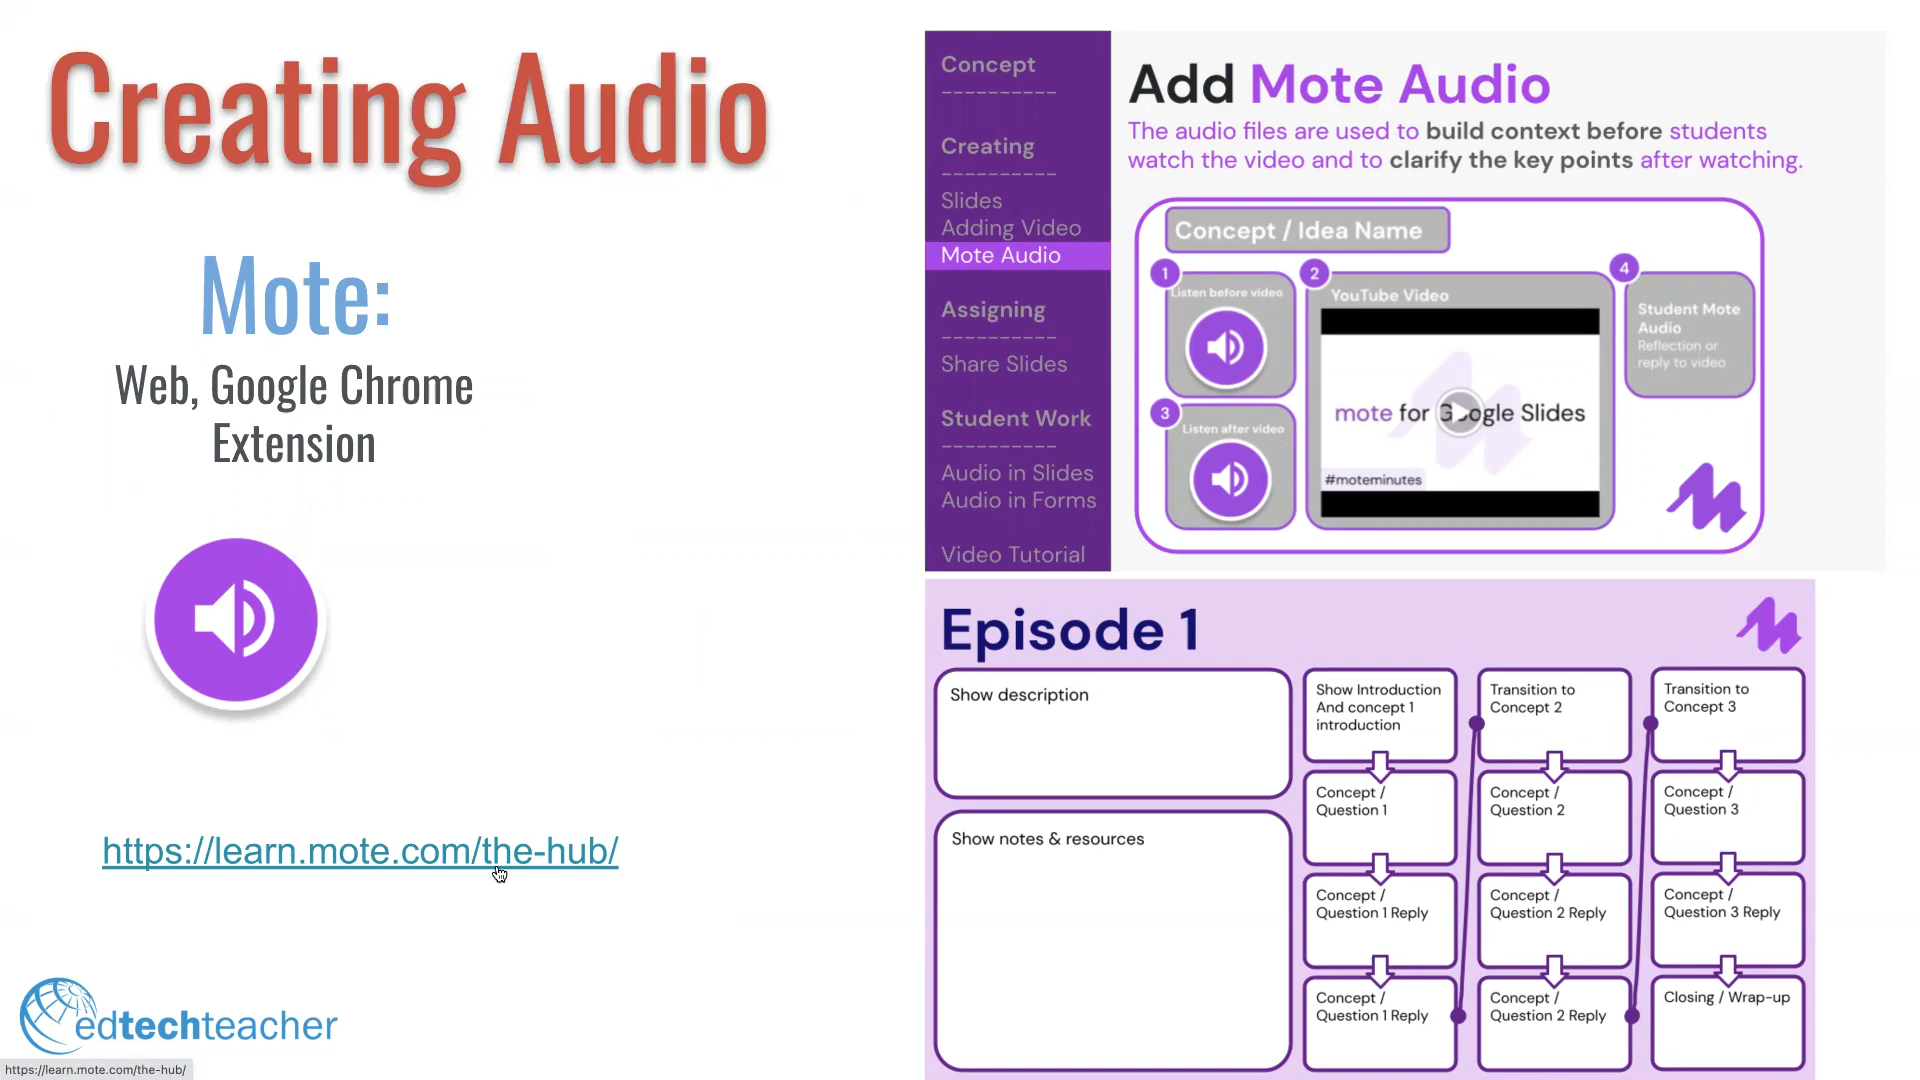 Creating Audio
Mote:
Web, Google Chrome
Extension
https://learn.mote.com/the-hub/
edtechteacher
https://learn.mote.com/the-hub/
Concept
-----------
Creating
-----------
Slides
Adding Video
Mote Audio
Assigning
-----------
Share Slides
Student Work
-----------
Audio in Slides
Audio in Forms
Video Tutorial
Add Mote Audio
The audio files are used to build context before students
watch the video and to clarify the key points after watching.
Concept / Idea Name
1
Listen before video
2
YouTube Video
mote for Google Slides
#moteminutes
3
Listen after video
4
Student Mote
Audio
Reflection or
reply to video
Episode 1
Show description
Show notes & resources
Show Introduction
And concept 1
introduction
Concept /
Question 1
Concept /
Question 1 Reply
Concept /
Question 1 Reply
Transition to
Concept 2
Concept /
Question 2
Concept /
Question 2 Reply
Concept /
Question 2 Reply
Transition to
Concept 3
Concept /
Question 3
Concept /
Question 3 Reply
Closing / Wrap-up